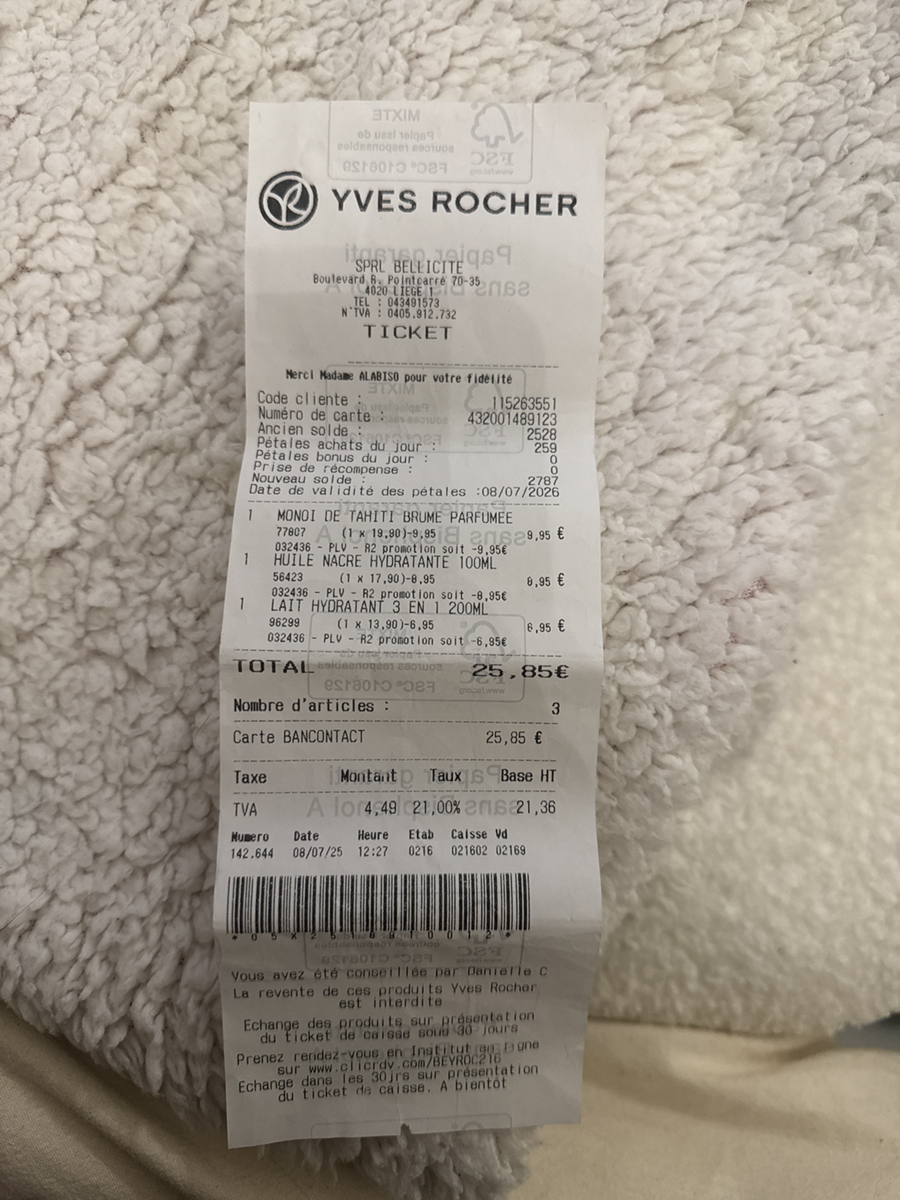 YVES ROCHER
SPRL BELLICITE
Boulevard R. Pointcarré 70-35
4020 LIEGE 1
TEL : 043491573
N°TVA : 0405.912.732
TICKET
Merci Madame ALABISO pour votre fidélité
Code cliente : 115263551
Numéro de carte : 432001489123
Ancien solde : 2528
Pétales achats du jour : 259
Pétales bonus du jour : 0
Prise de récompense : 0
Nouveau solde : 2787
Date de validité des pétales :08/07/2026
1 MONOI DE TAHITI BRUME PARFUMEE
77807 (1 x 19,90)-9,95 9,95 €
032436 - PLV - R2 promotion soit -9,95€
1 HUILE NACRE HYDRATANTE 100ML
56423 (1 x 17,90)-8,95 8,95 €
032436 - PLV - R2 promotion soit -8,95€
1 LAIT HYDRATANT 3 EN 1 200ML
96299 (1 x 13,90)-6,95 6,95 €
032436 - PLV - R2 promotion soit -6,95€
TOTAL 25,85€
Nombre d'articles : 3
Carte BANCONTACT 25,85 €
Taxe Montant Taux Base HT
TVA 4,49 21,00% 21,36
Numero Date Heure Etab Caisse Vd
142.644 08/07/25 12:27 0216 021602 02169
Vous avez été conseillée par Danielle C
La revente de ces produits Yves Rocher
est interdite
Echange des produits sur présentation
du ticket de caisse sous 30 jours
Prenez rendez-vous en Institut en ligne
sur www.clicrdv.com/BEYROC216
Echange dans les 30jrs sur présentation
du ticket de caisse. A bientôt